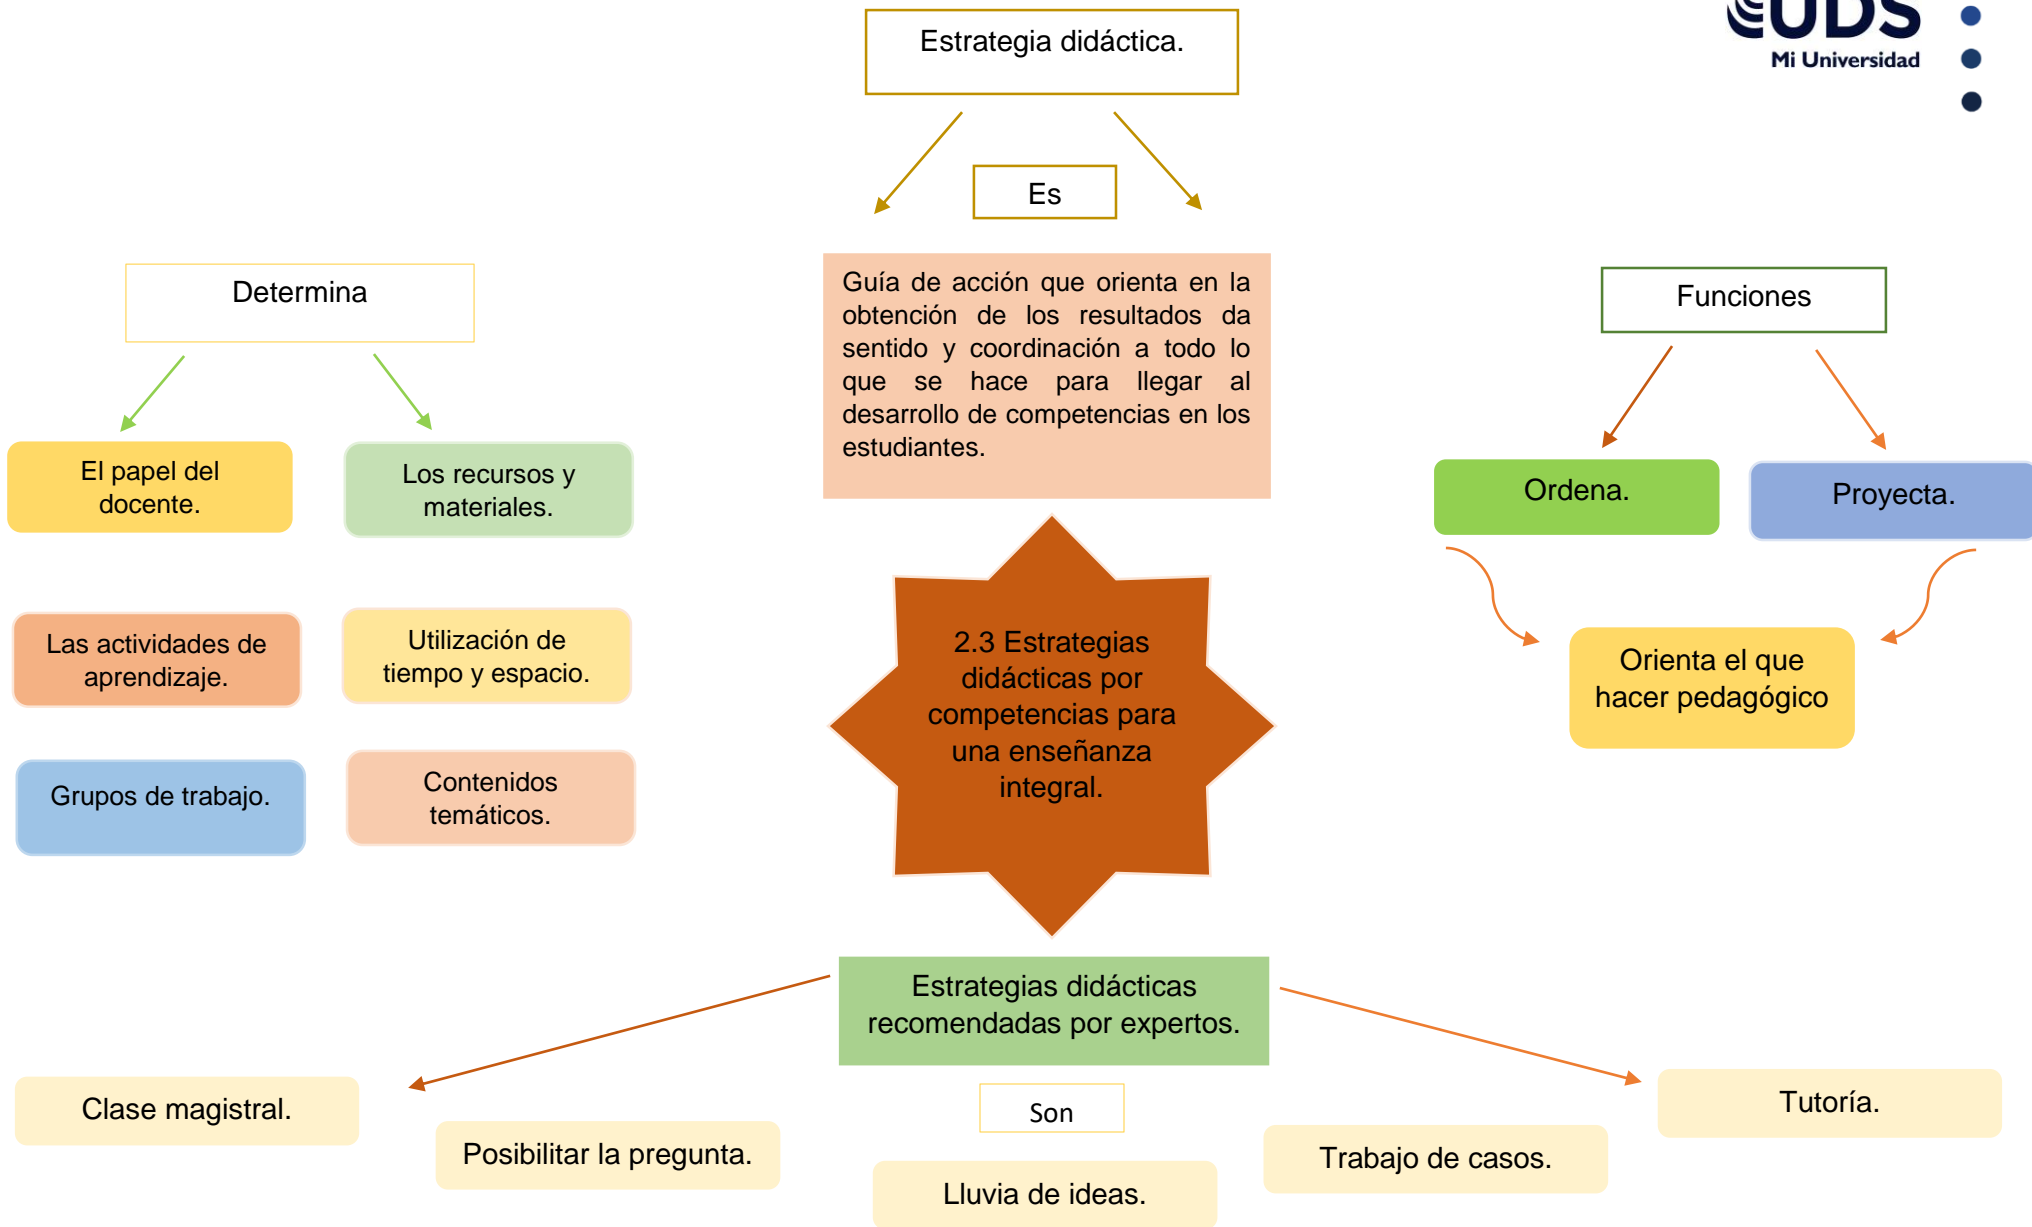 UDS
Mi Universidad
Estrategia didáctica.
Es
Guía de acción que orienta en la
obtención de los resultados da
sentido y coordinación a todo lo
que se hace para llegar al
desarrollo de competencias en los
estudiantes.
Determina
El papel del
docente.
Los recursos y
materiales.
Las actividades de
aprendizaje.
Utilización de
tiempo y espacio.
Grupos de trabajo.
Contenidos
temáticos.
Funciones
Ordena.
Proyecta.
Orienta el que
hacer pedagógico
2.3 Estrategias
didácticas por
competencias para
una enseñanza
integral.
Estrategias didácticas
recomendadas por expertos.
Son
Clase magistral.
Posibilitar la pregunta.
Lluvia de ideas.
Trabajo de casos.
Tutoría.